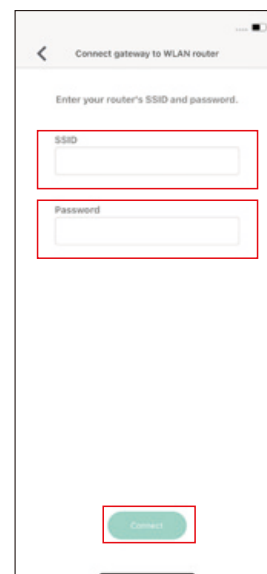 Connect gateway to WLAN router
Enter your router's SSID and password.
SSID
Password
Connect